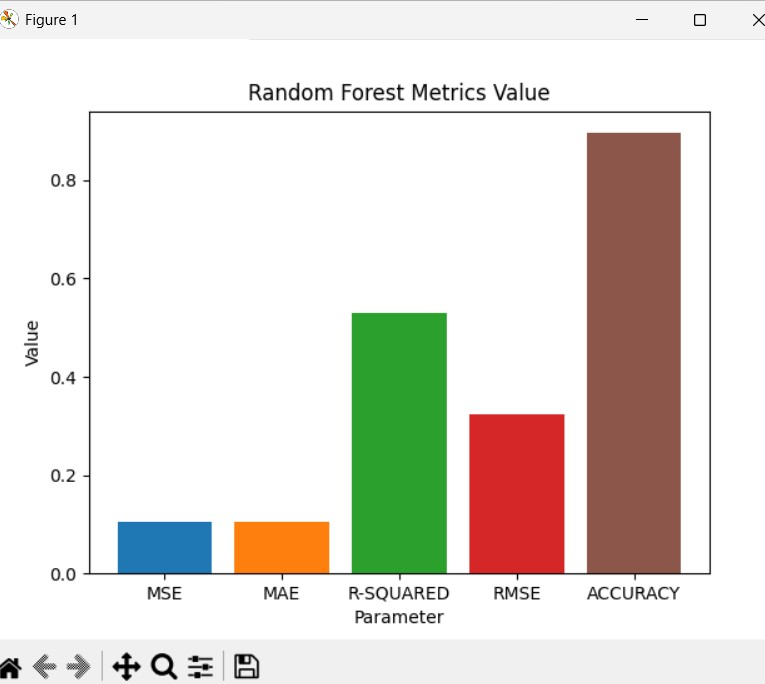 Figure 1
Random Forest Metrics Value
0.8
0.6
0.4
0.2
0.0
Value
MSE MAE R-SQUARED RMSE ACCURACY
Parameter